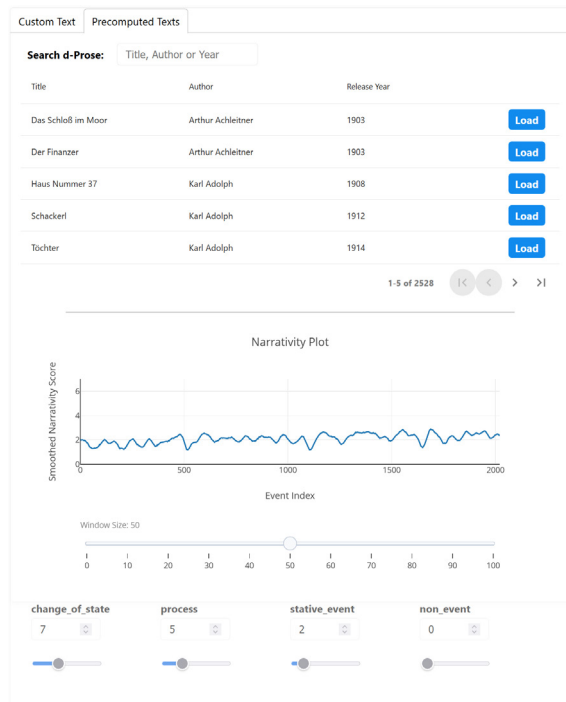 Custom Text Precomputed Texts
Search d-Prose: Title, Author or Year
Title Author Release Year
Das Schloß im Moor Arthur Achleitner 1903 Load
Der Finanzer Arthur Achleitner 1903 Load
Haus Nummer 37 Karl Adolph 1908 Load
Schackerl Karl Adolph 1912 Load
Töchter Karl Adolph 1914 Load
1-5 of 2528
Narrativity Plot
Smoothed Narrativity Score
6
4
2
0
0 500 1000 1500 2000
Event Index
Window Size: 50
0 10 20 30 40 50 60 70 80 90 100
change_of_state process stative_event non_event
7 5 2 0